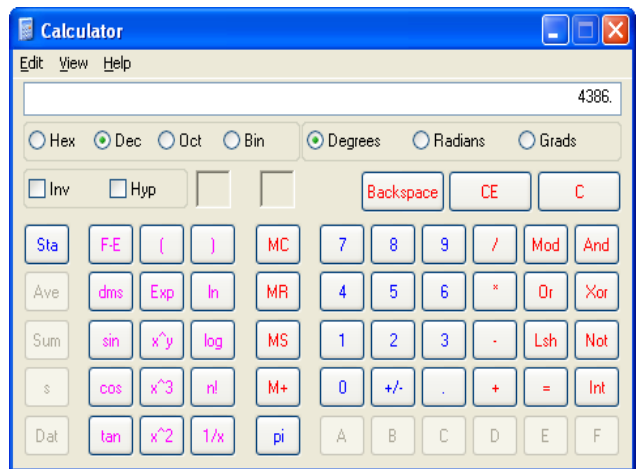 Calculator
Edit View Help
4386.
Hex Dec Oct Bin Degrees Radians Grads
Inv Hyp Backspace CE C
Sta F-E ( ) MC 7 8 9 / Mod And
Ave dms Exp ln MR 4 5 6 * Or Xor
Sum sin x^y log MS 1 2 3 - Lsh Not
s cos x^3 n! M+ 0 +/- . + = Int
Dat tan x^2 1/x pi A B C D E F